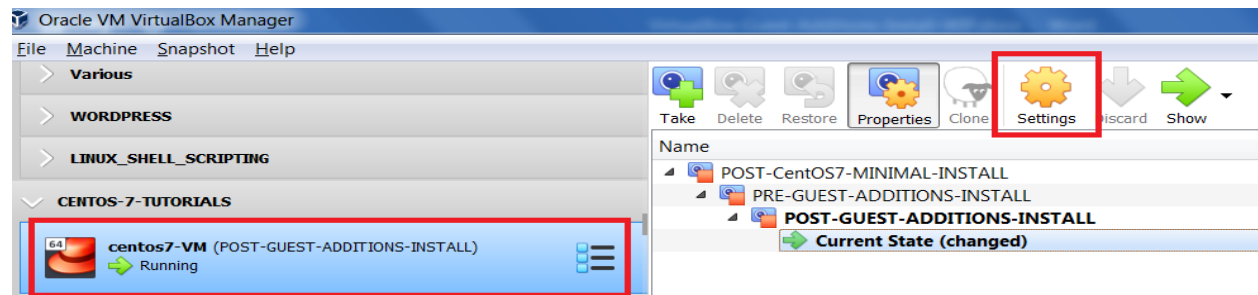 Oracle VM VirtualBox Manager
File Machine Snapshot Help
Various
WORDPRESS
LINUX_SHELL_SCRIPTING
CENTOS-7-TUTORIALS
64
centos7-VM (POST-GUEST-ADDITIONS-INSTALL)
Running
Take Delete Restore Properties Clone Settings Discard Show
Name
POST-CentOS7-MINIMAL-INSTALL
PRE-GUEST-ADDITIONS-INSTALL
POST-GUEST-ADDITIONS-INSTALL
Current State (changed)